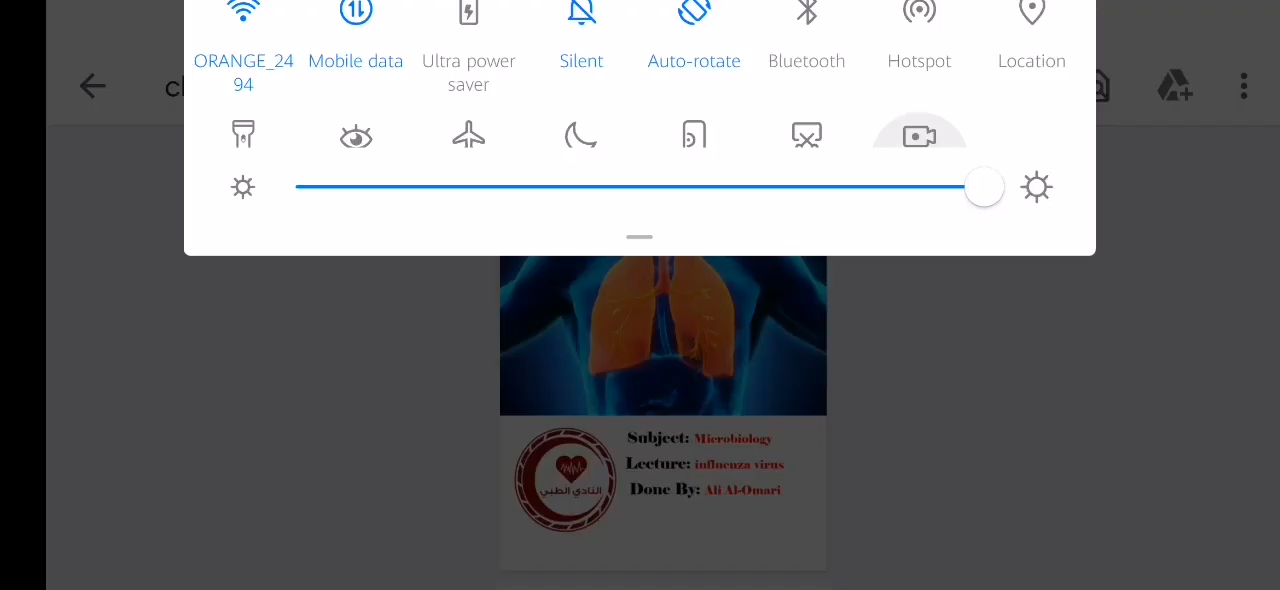 ORANGE_24
94
Mobile data
Ultra power
saver
Silent
Auto-rotate
Bluetooth
Hotspot
Location
Subject: Microbiology
Lecture: influenza virus
Done By: Ali Al-Omari
النادي الطبي